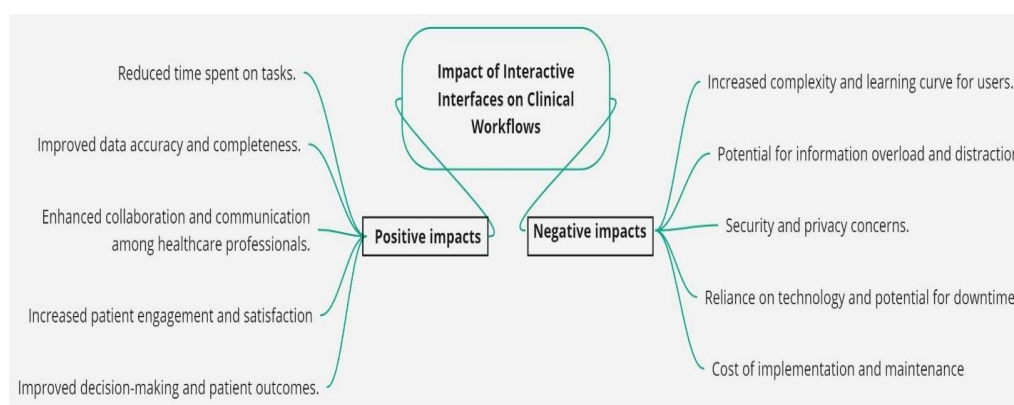 Impact of Interactive
Interfaces on Clinical
Workflows
Positive impacts
Reduced time spent on tasks.
Improved data accuracy and completeness.
Enhanced collaboration and communication
among healthcare professionals.
Increased patient engagement and satisfaction
Improved decision-making and patient outcomes.
Negative impacts
Increased complexity and learning curve for users.
Potential for information overload and distraction
Security and privacy concerns.
Reliance on technology and potential for downtime
Cost of implementation and maintenance